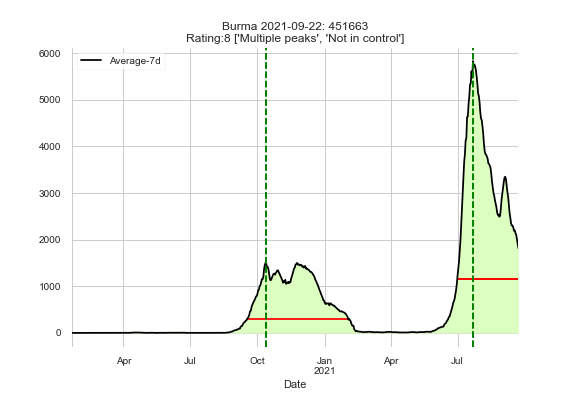 Burma 2021-09-22: 451663
Rating:8 ['Multiple peaks', 'Not in control']
Average-7d
6000
5000
4000
3000
2000
1000
0
Apr Jul Oct Jan Apr Jul
2021
Date